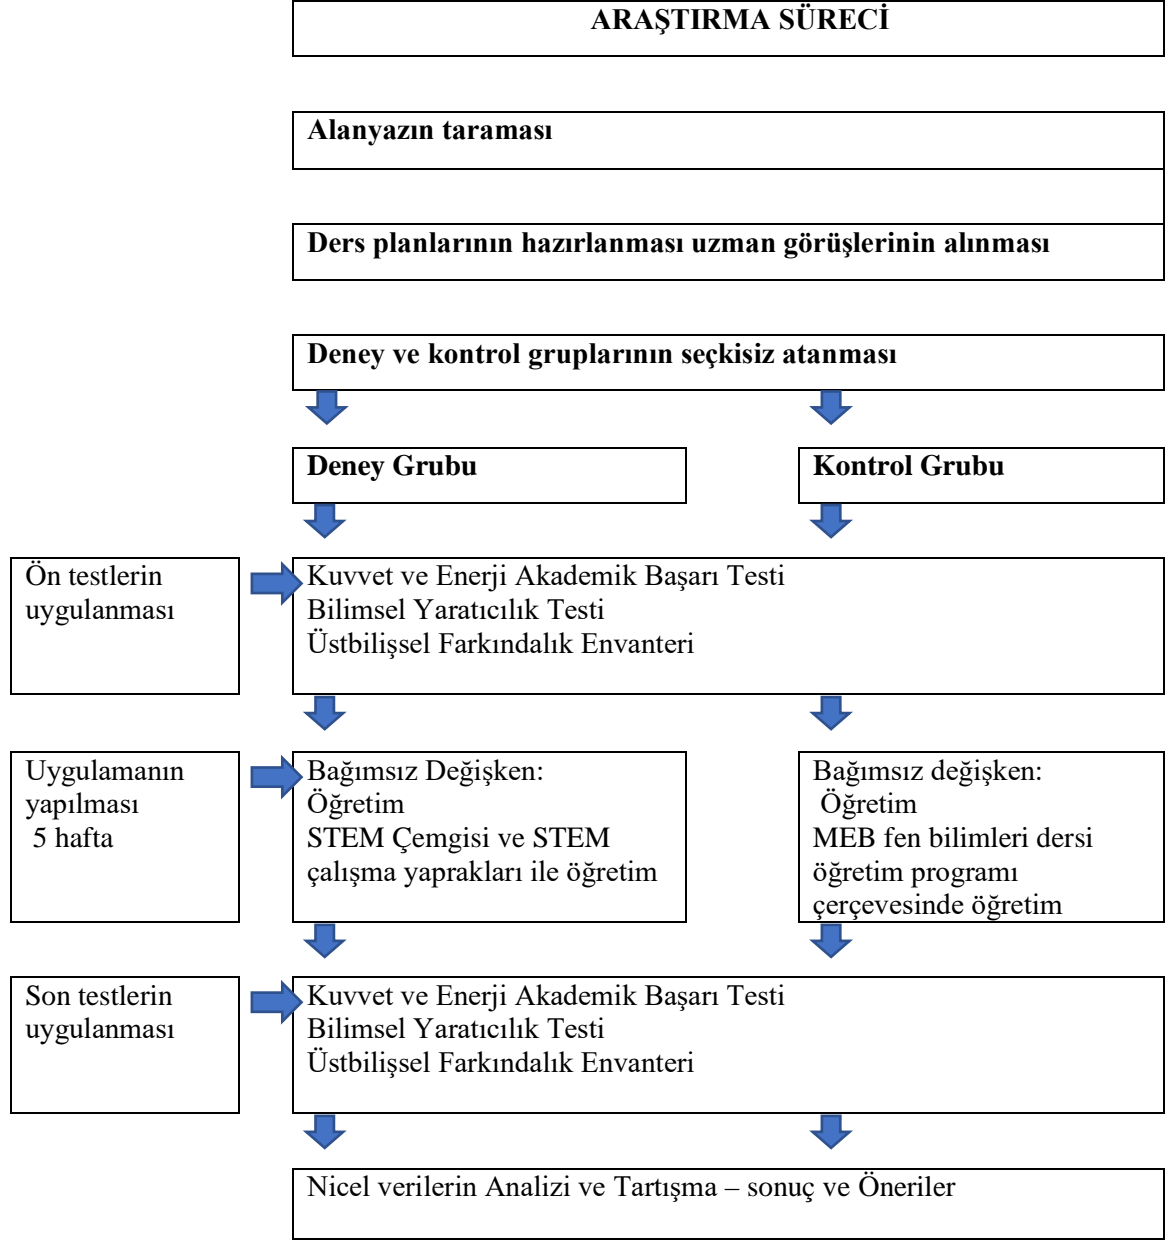 ARAŞTIRMA SÜRECİ
Alanyazın taraması
Ders planlarının hazırlanması uzman görüşlerinin alınması
Deney ve kontrol gruplarının seçkisiz atanması
Deney Grubu
Kontrol Grubu
Ön testlerin
uygulanması
Kuvvet ve Enerji Akademik Başarı Testi
Bilimsel Yaratıcılık Testi
Üstbilişsel Farkındalık Envanteri
Uygulamanın
yapılması
5 hafta
Bağımsız Değişken:
Öğretim
STEM Çemgisi ve STEM
çalışma yaprakları ile öğretim
Bağımsız değişken:
Öğretim
MEB fen bilimleri dersi
öğretim programı
çerçevesinde öğretim
Son testlerin
uygulanması
Kuvvet ve Enerji Akademik Başarı Testi
Bilimsel Yaratıcılık Testi
Üstbilişsel Farkındalık Envanteri
Nicel verilerin Analizi ve Tartışma – sonuç ve Öneriler